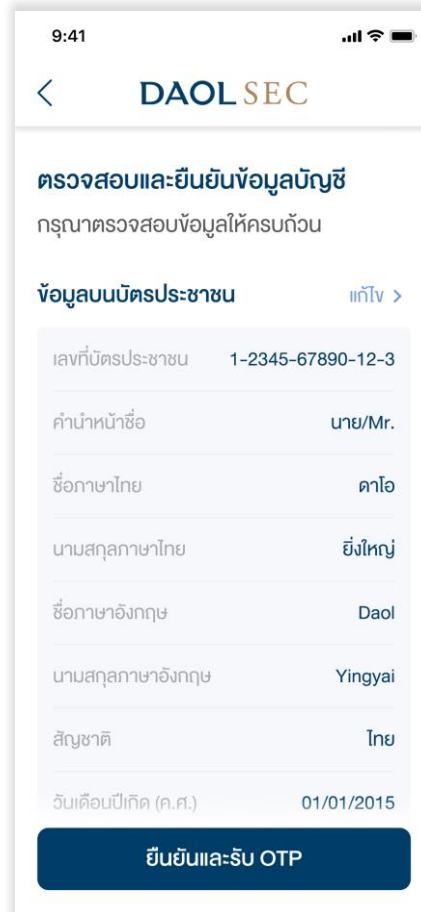 9:41
DAOL SEC
ตรวจสอบและยืนยันข้อมูลบัญชี
กรุณาตรวจสอบข้อมูลให้ครบถ้วน
ข้อมูลบนบัตรประชาชน แก้ไข >
เลขที่บัตรประชาชน 1-2345-67890-12-3
คำนำหน้าชื่อ นาย/Mr.
ชื่อภาษาไทย ดาโอ
นามสกุลภาษาไทย ยิ่งใหญ่
ชื่อภาษาอังกฤษ Daol
นามสกุลภาษาอังกฤษ Yingyai
สัญชาติ ไทย
วันเดือนปีเกิด (ค.ศ.) 01/01/2015
ยืนยันและรับ OTP